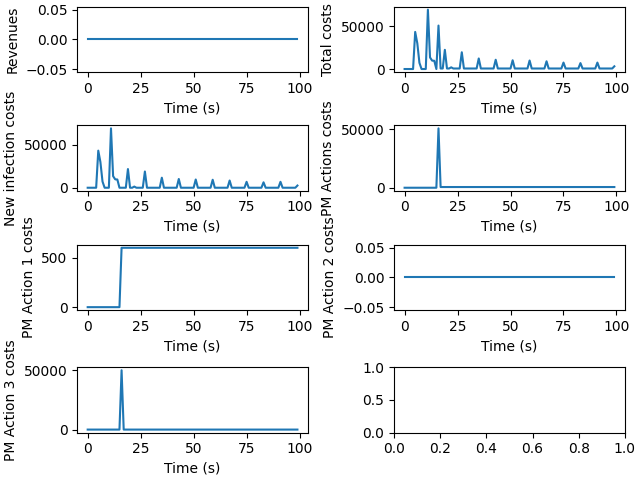 Revenues
0.05
0.00
−0.05
0 25 50 75 100
Time (s)
Total costs
50000
0
0 25 50 75 100
Time (s)
New infection costs
50000
0
0 25 50 75 100
Time (s)
PM Actions costs
50000
0
0 25 50 75 100
Time (s)
PM Action 1 costs
500
0
0 25 50 75 100
Time (s)
PM Action 2 costs
0.05
0.00
−0.05
0 25 50 75 100
Time (s)
PM Action 3 costs
50000
0
0 25 50 75 100
Time (s)
1.0
0.5
0.0
0.0 0.2 0.4 0.6 0.8 1.0